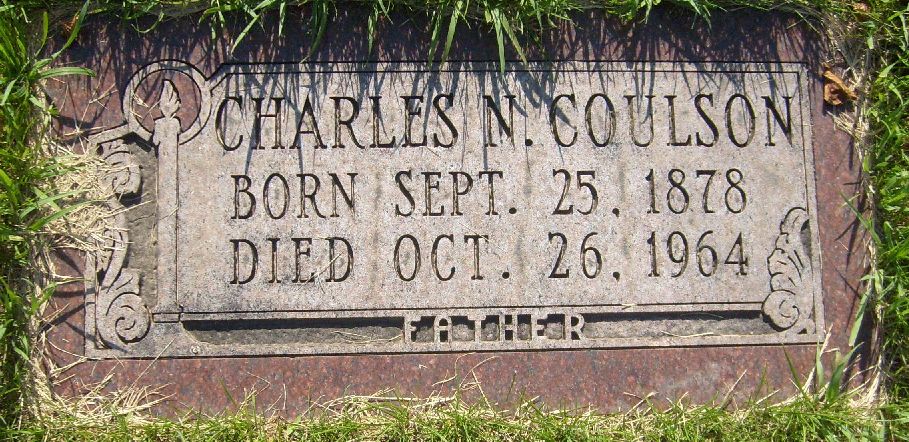 CHARLES N. COULSON
BORN SEPT. 25, 1878
DIED OCT. 26, 1964
FATHER